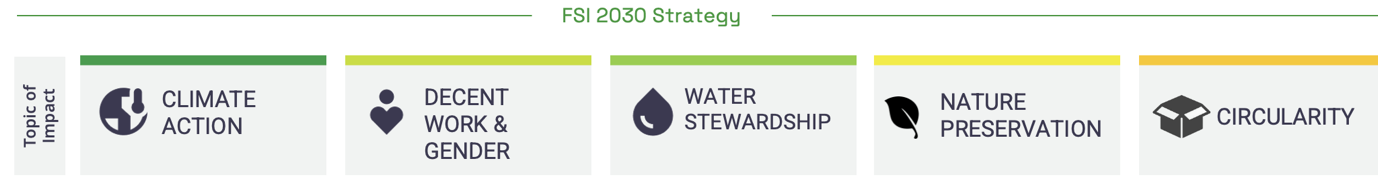 FSI 2030 Strategy
Topic of
Impact
CLIMATE
ACTION
DECENT
WORK &
GENDER
WATER
STEWARDSHIP
NATURE
PRESERVATION
CIRCULARITY